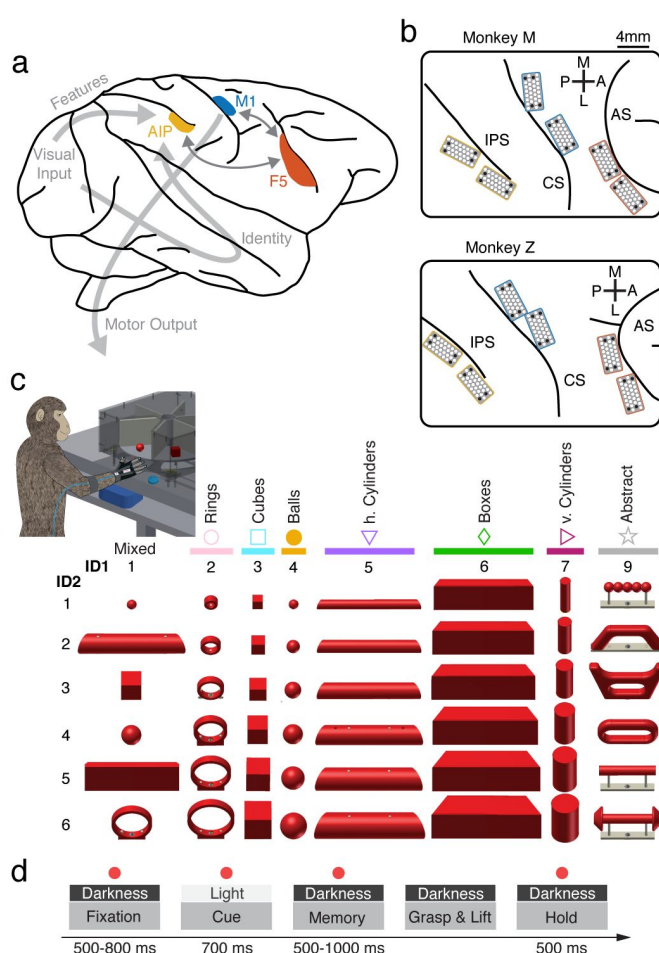 a
Features
M1
AIP
Visual
Input
F5
Identity
Motor Output
b
Monkey M
4mm
M
P A
L
AS
IPS
CS
Monkey Z
M
P A
L
AS
IPS
CS
c
Rings
Cubes
Balls
h. Cylinders
Boxes
v. Cylinders
Abstract
Mixed
ID1 1 2 3 4 5 6 7 9
ID2
1
2
3
4
5
6
d
Darkness Light Darkness Darkness Darkness
Fixation Cue Memory Grasp & Lift Hold
500-800 ms 700 ms 500-1000 ms 500 ms